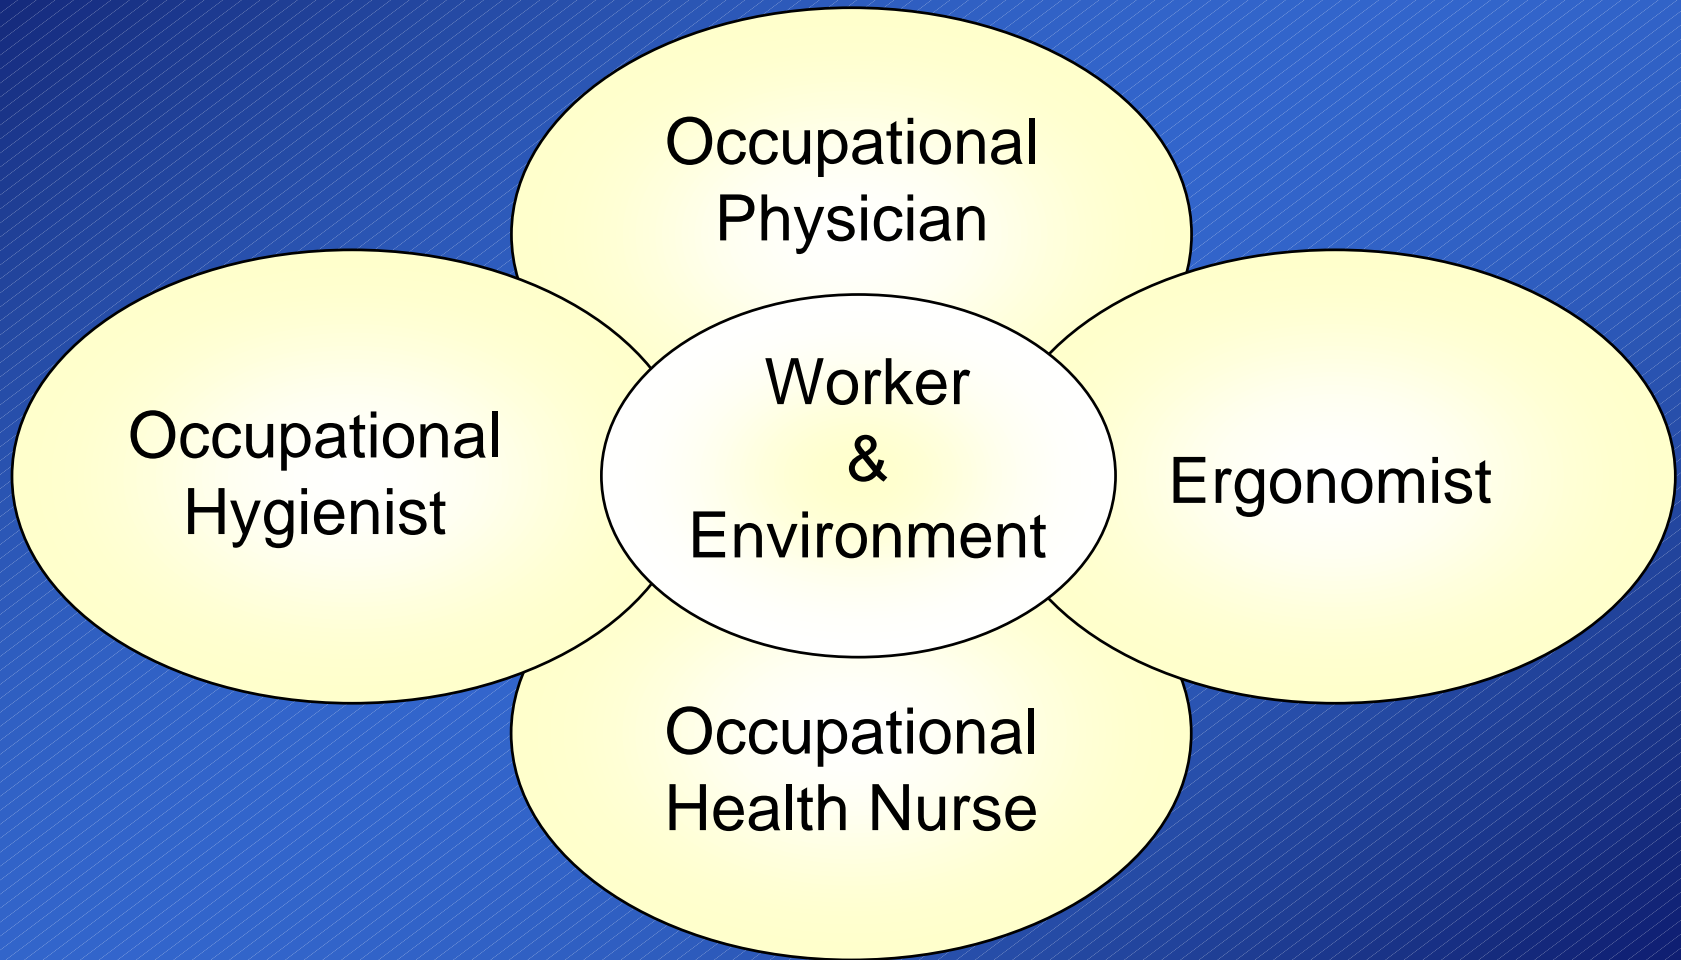 Occupational
Physician
Occupational
Hygienist
Worker
&
Environment
Ergonomist
Occupational
Health Nurse